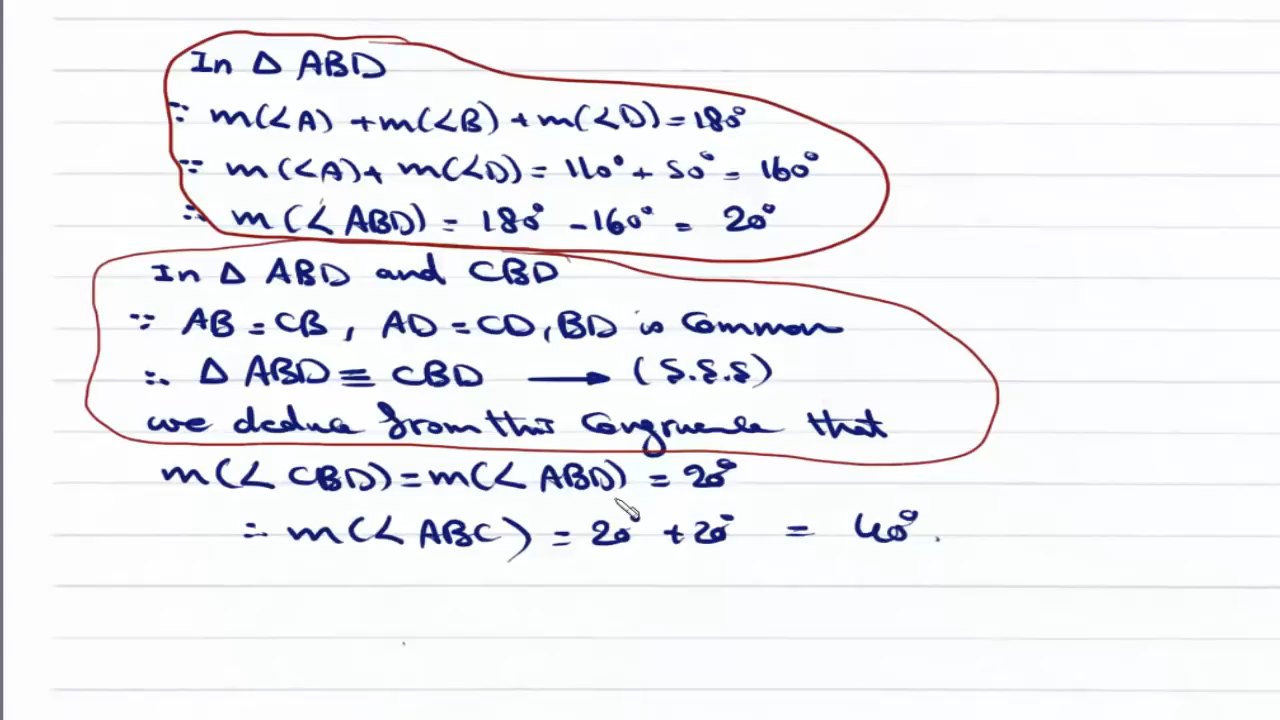 In Δ ABD
∵ m(∠A) + m(∠B) + m(∠D) = 180°
∵ m(∠A) + m(∠D) = 110° + 50° = 160°
∴ m(∠ABD) = 180° - 160° = 20°
In Δ ABD and CBD
∵ AB = CB, AD = CD, BD is Common
∴ Δ ABD ≡ CBD ⟶ (S.S.S)
we deduce from this Congruence that
m(∠CBD) = m(∠ABD) = 20°
∴ m(∠ABC) = 20° + 20° = 40°.